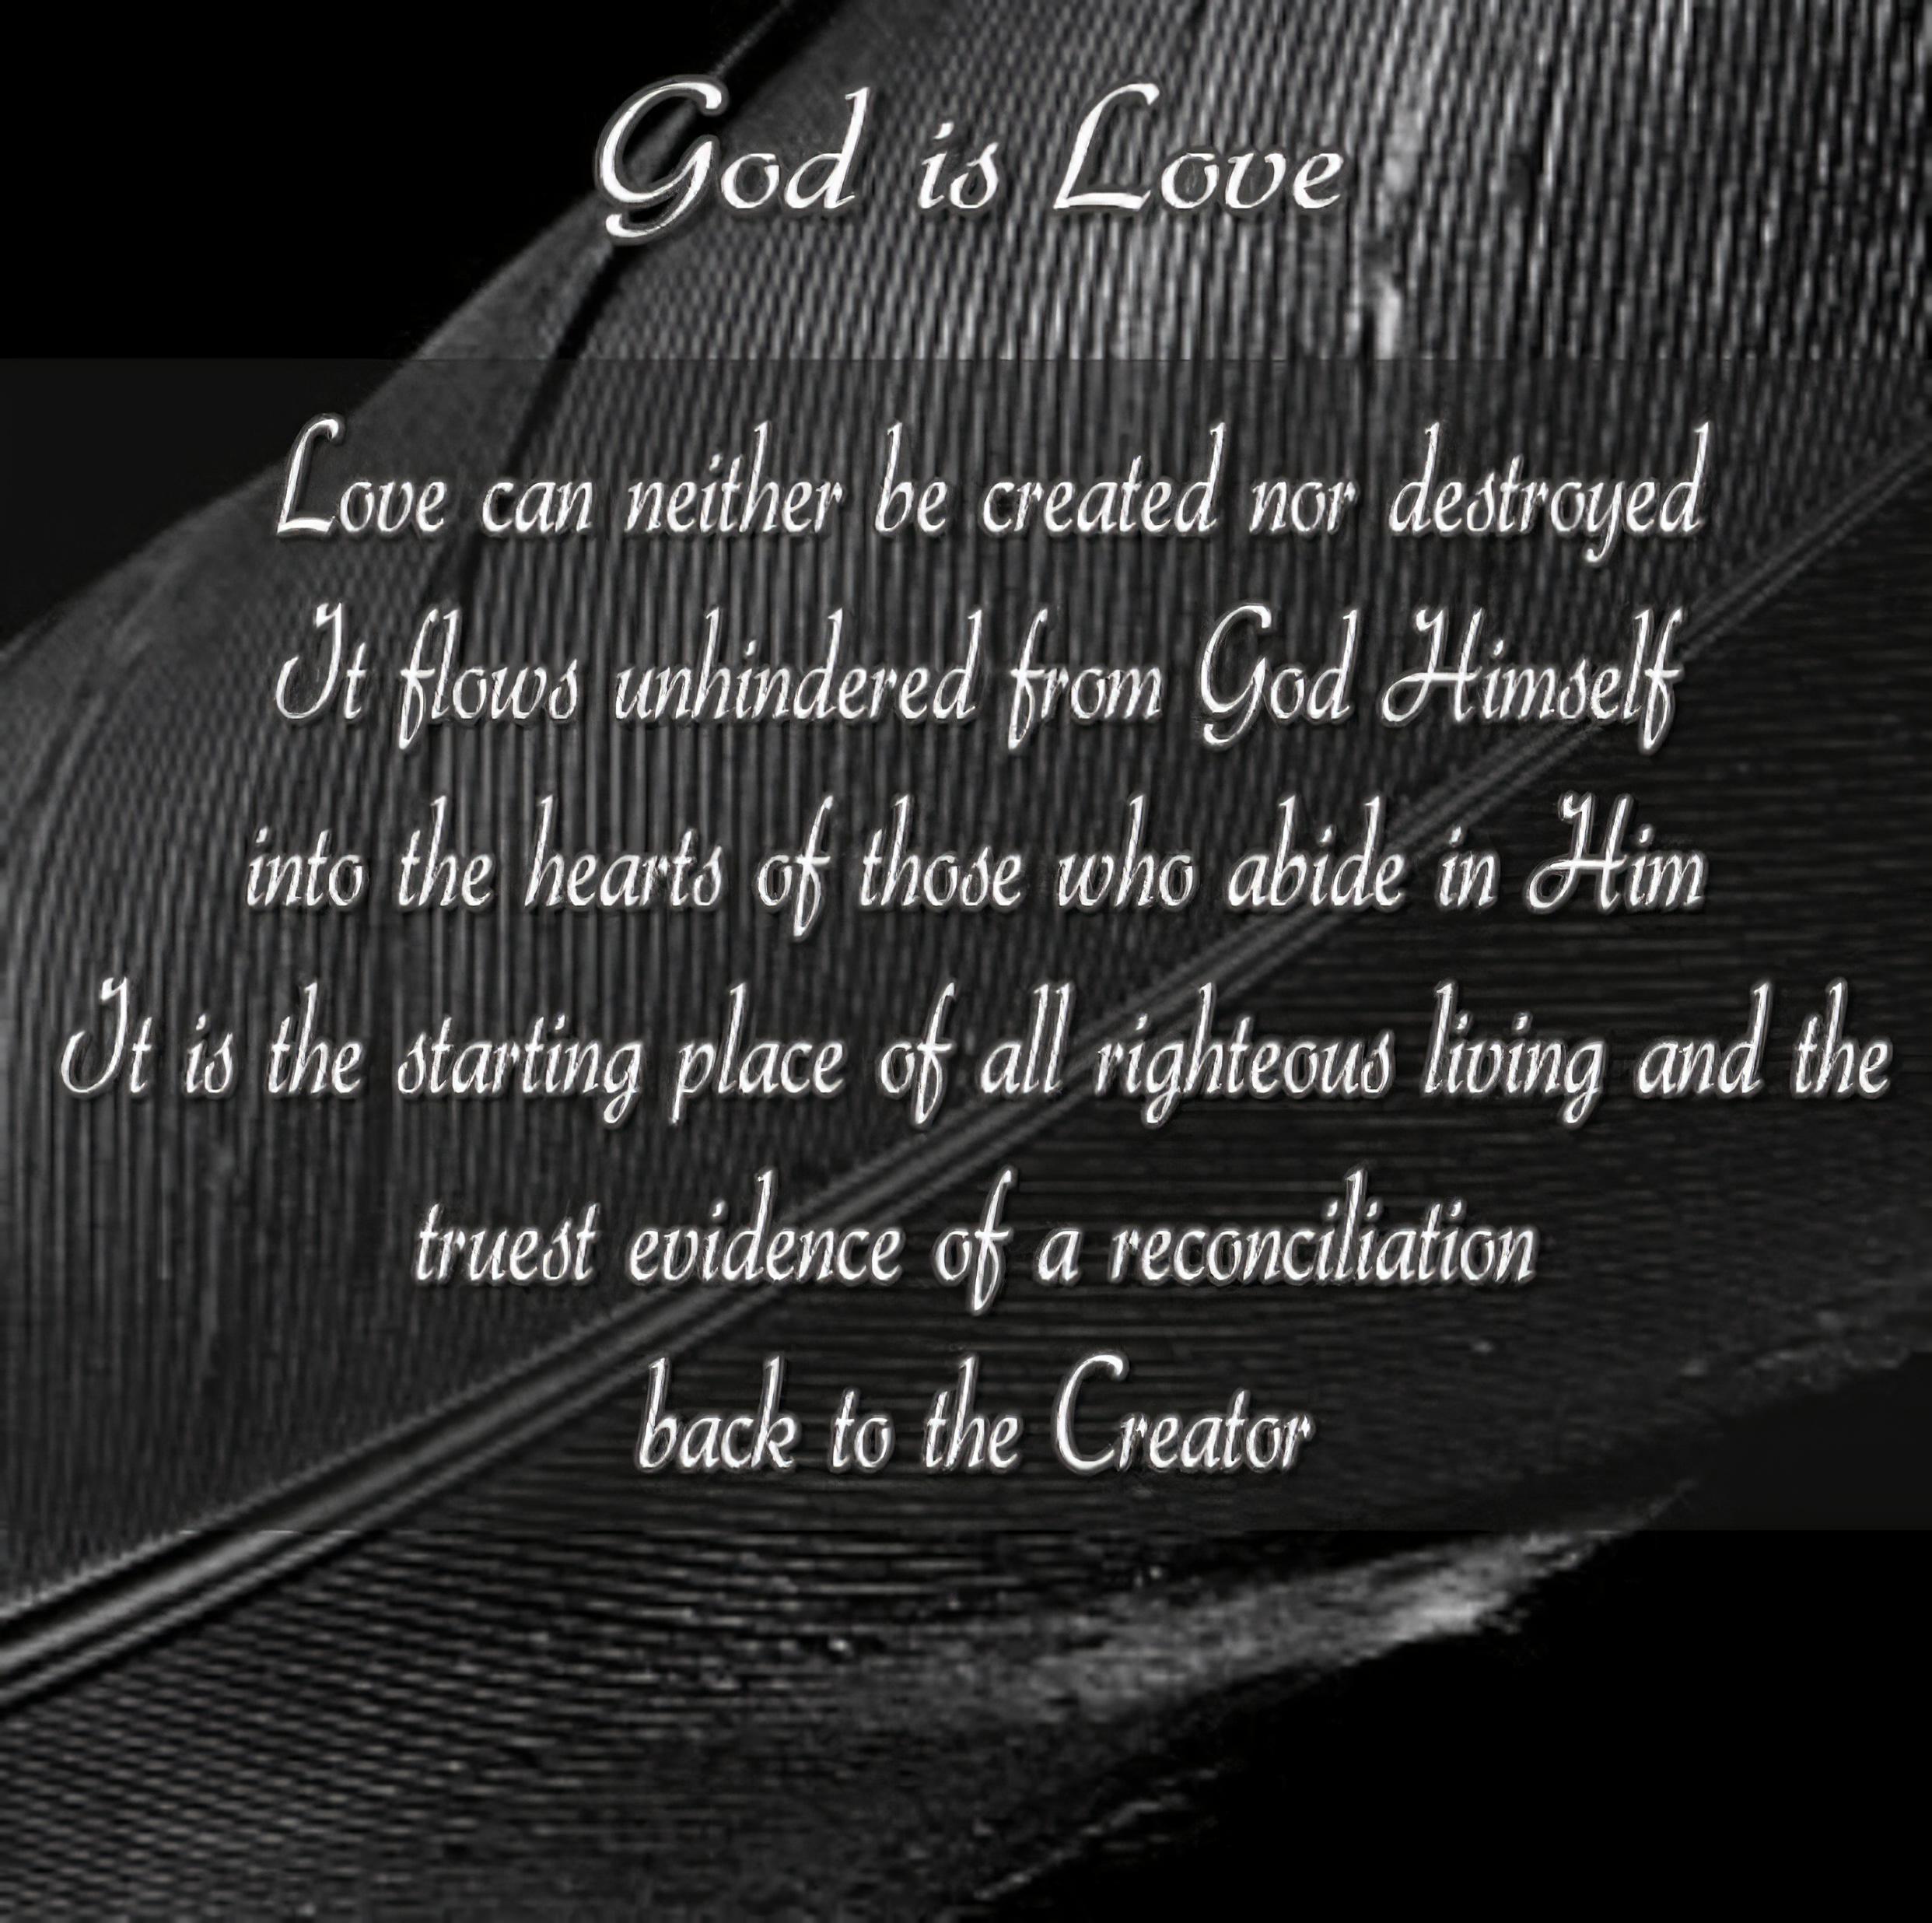 God is Love
Love can neither be created nor destroyed
It flows unhindered from God Himself
into the hearts of those who abide in Him
It is the starting place of all righteous living and the
truest evidence of a reconciliation
back to the Creator